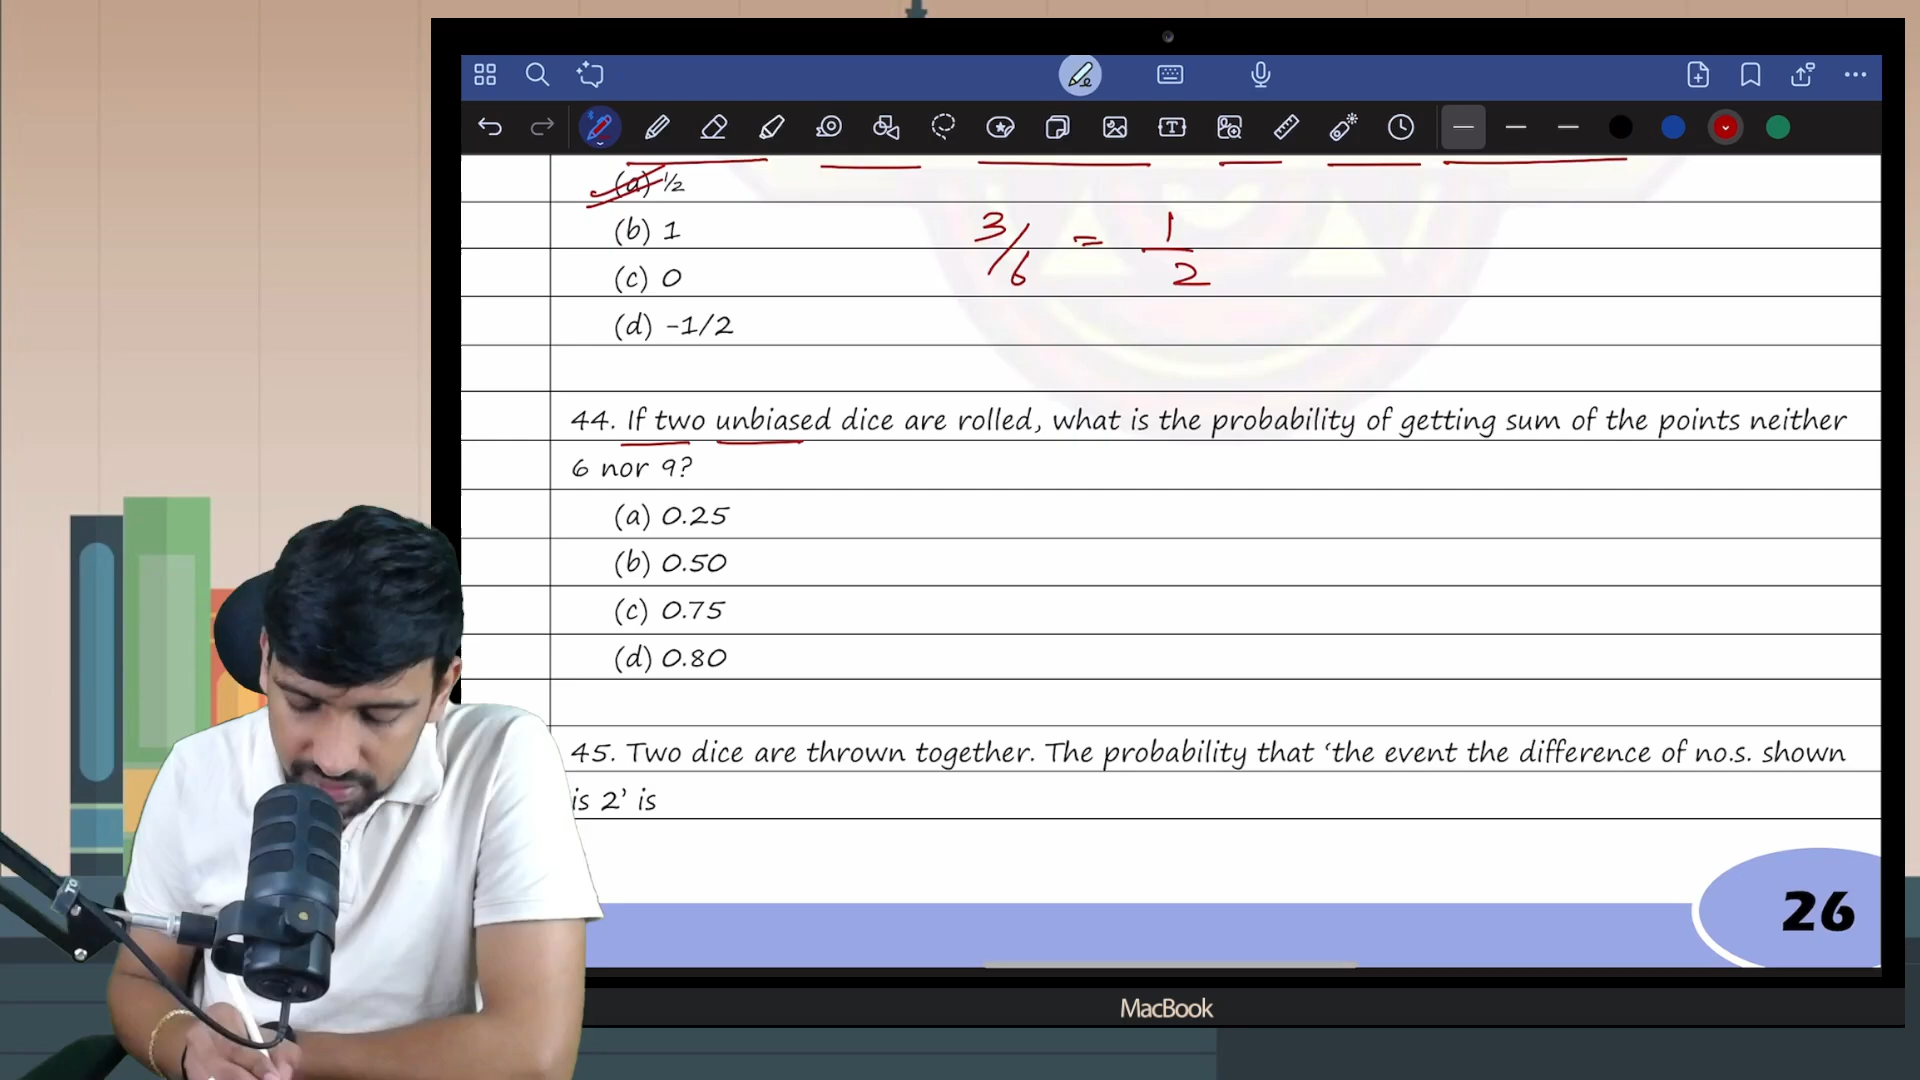 (a) ½
(b) 1
3/6 = 1/2
(c) 0
(d) -1/2
44. If two unbiased dice are rolled, what is the probability of getting sum of the points neither
6 nor 9?
(a) 0.25
(b) 0.50
(c) 0.75
(d) 0.80
45. Two dice are thrown together. The probability that ‘the event the difference of no.s. shown
is 2’ is
26
MacBook